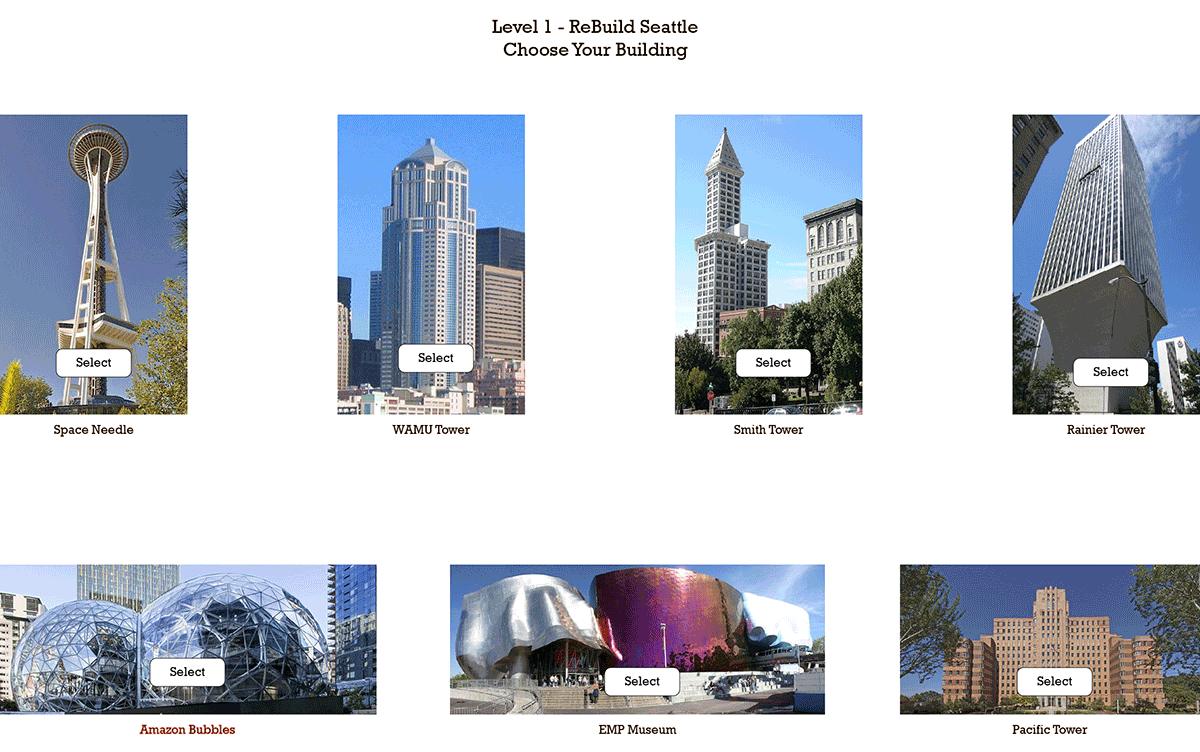 Level 1 - ReBuild Seattle
Choose Your Building
Select
Select
Select
Select
Space Needle
WAMU Tower
Smith Tower
Rainier Tower
Select
Select
Select
Amazon Bubbles
EMP Museum
Pacific Tower